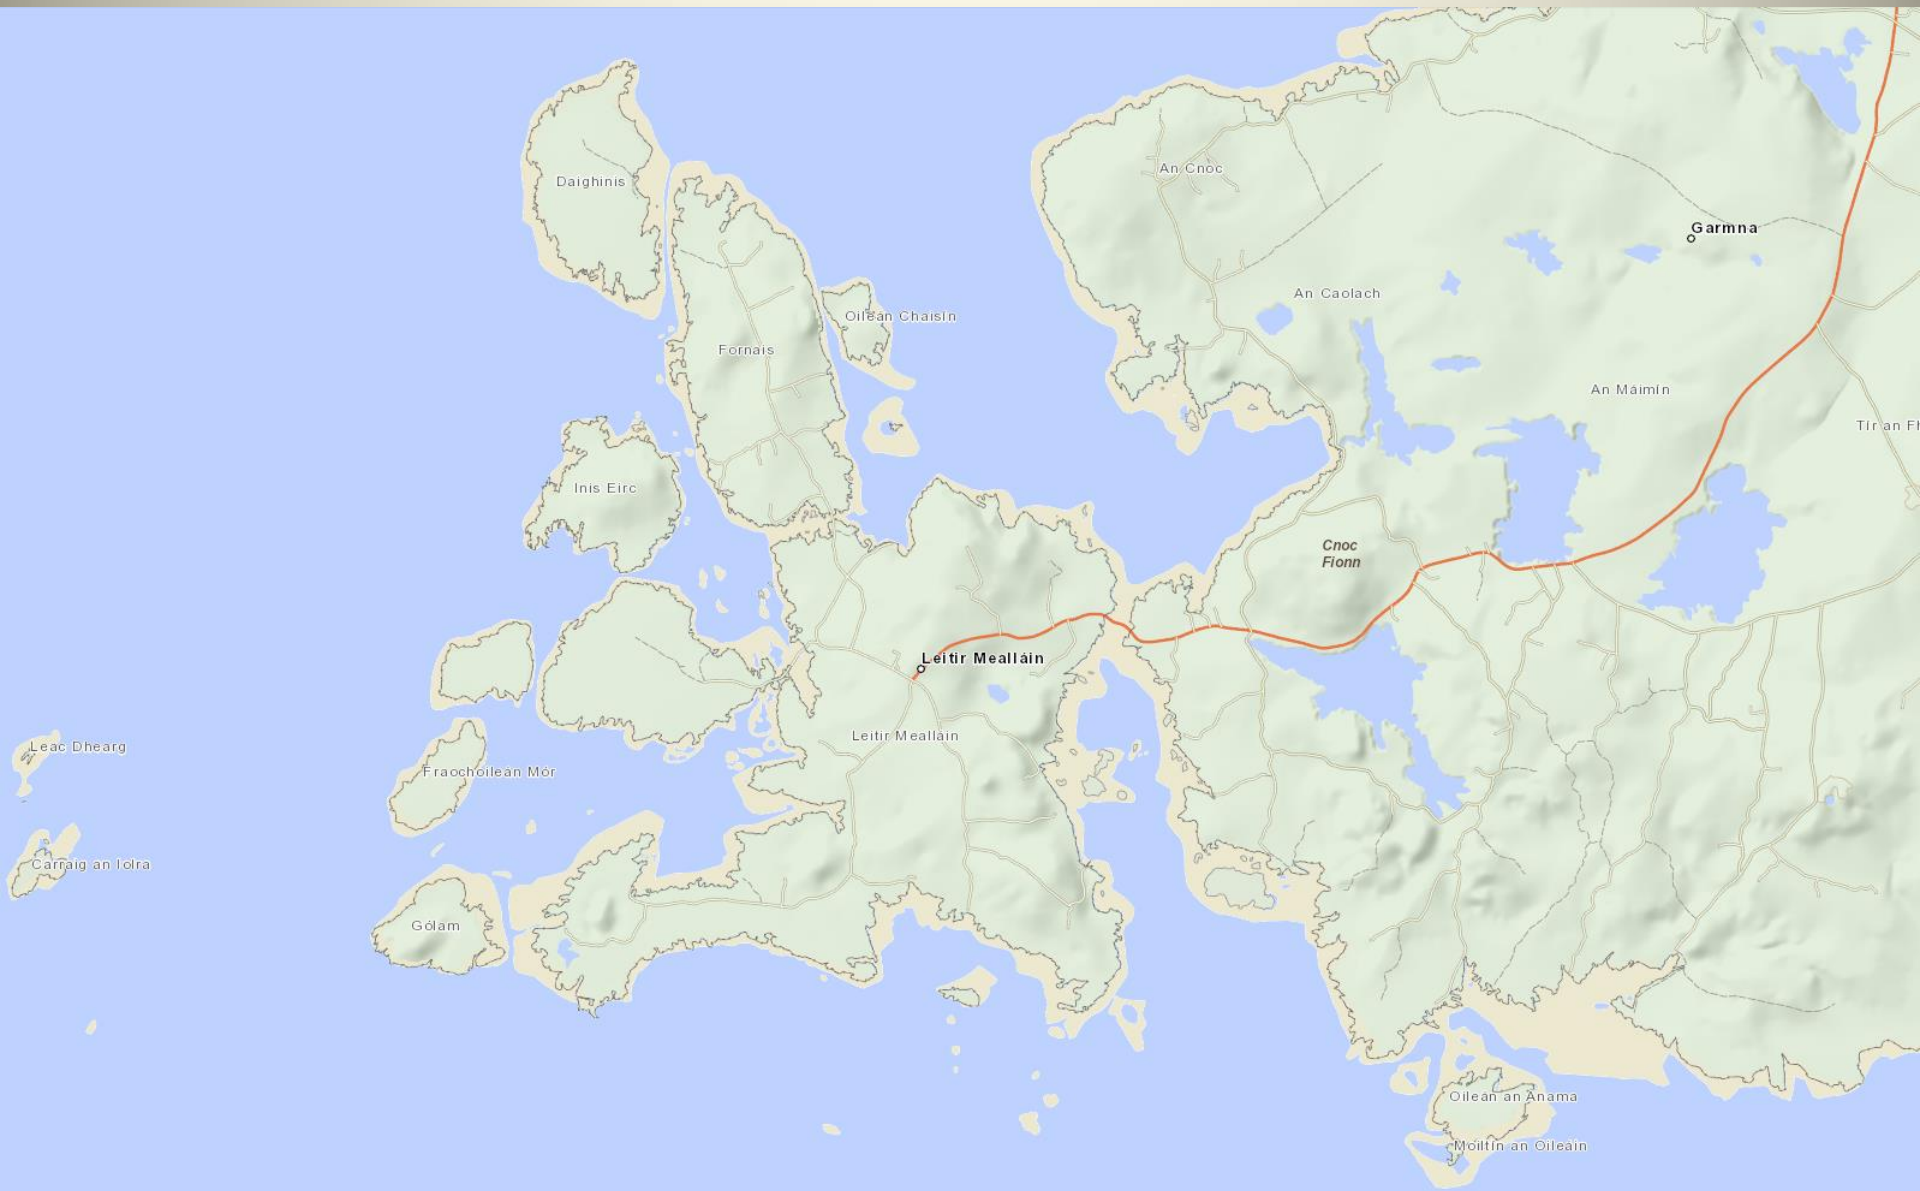 An Cnoc
Daighinis
Garmna
An Caolach
Oileán Chaisín
Fornais
An Máimín
Tír an Fh
Inis Eirc
Cnoc
Fionn
Leitir Mealláin
Leitir Mealláin
Leac Dhearg
Fraochoileán Mór
Carraig an Iolra
Gólam
Oileán an Anama
Moiltín an Oileáin